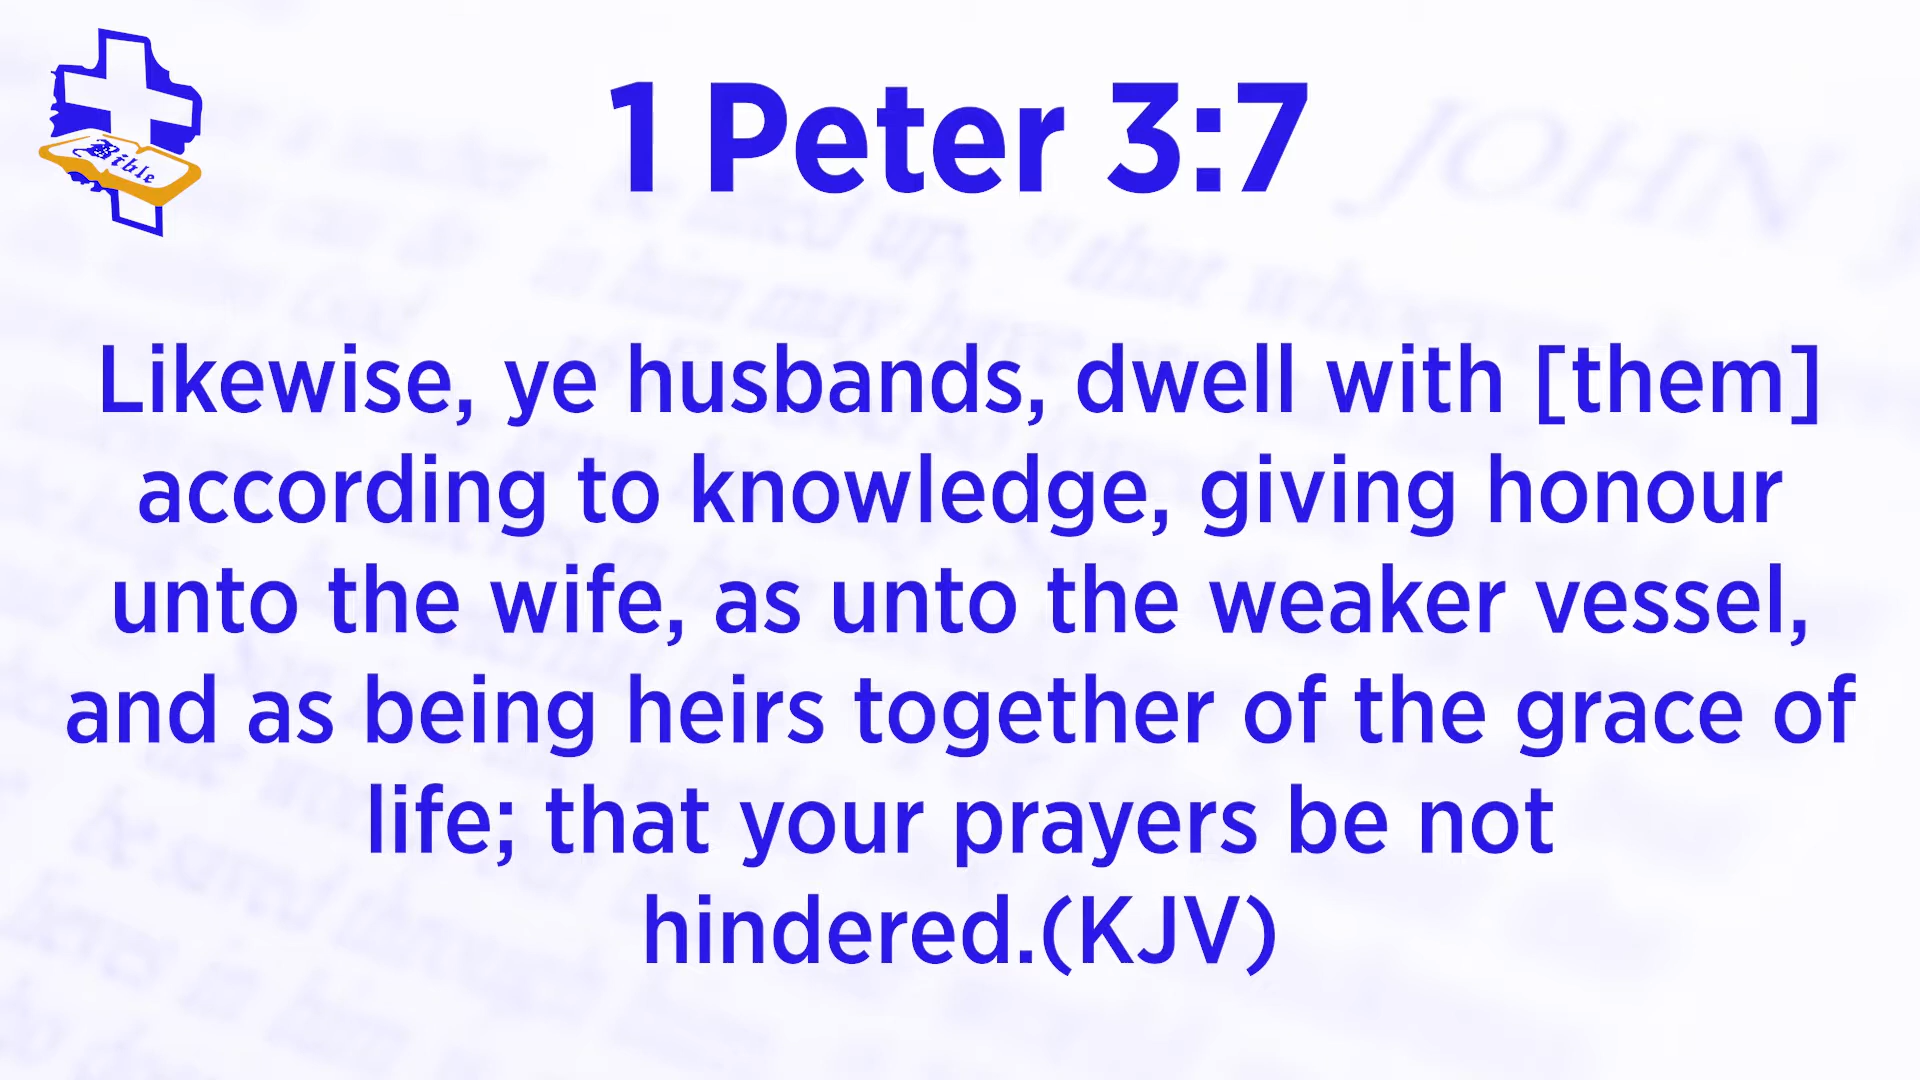 Bible
1 Peter 3:7
JOHN
Likewise, ye husbands, dwell with [them]
according to knowledge, giving honour
unto the wife, as unto the weaker vessel,
and as being heirs together of the grace of
life; that your prayers be not
hindered.(KJV)